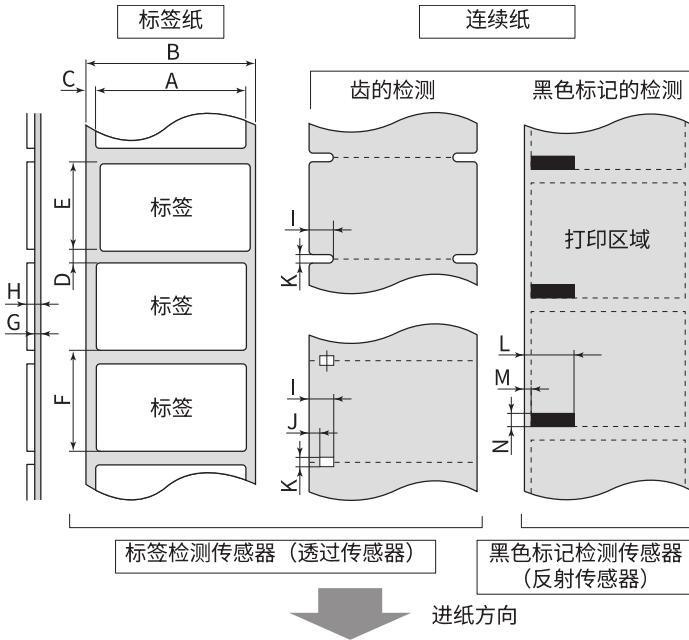 标签纸
连续纸
B
C
A
齿的检测
黑色标记的检测
E
标签
I
打印区域
D
K
H
标签
G
L
I
M
F
标签
J
N
K
标签检测传感器（透过传感器）
黑色标记检测传感器
（反射传感器）
进纸方向